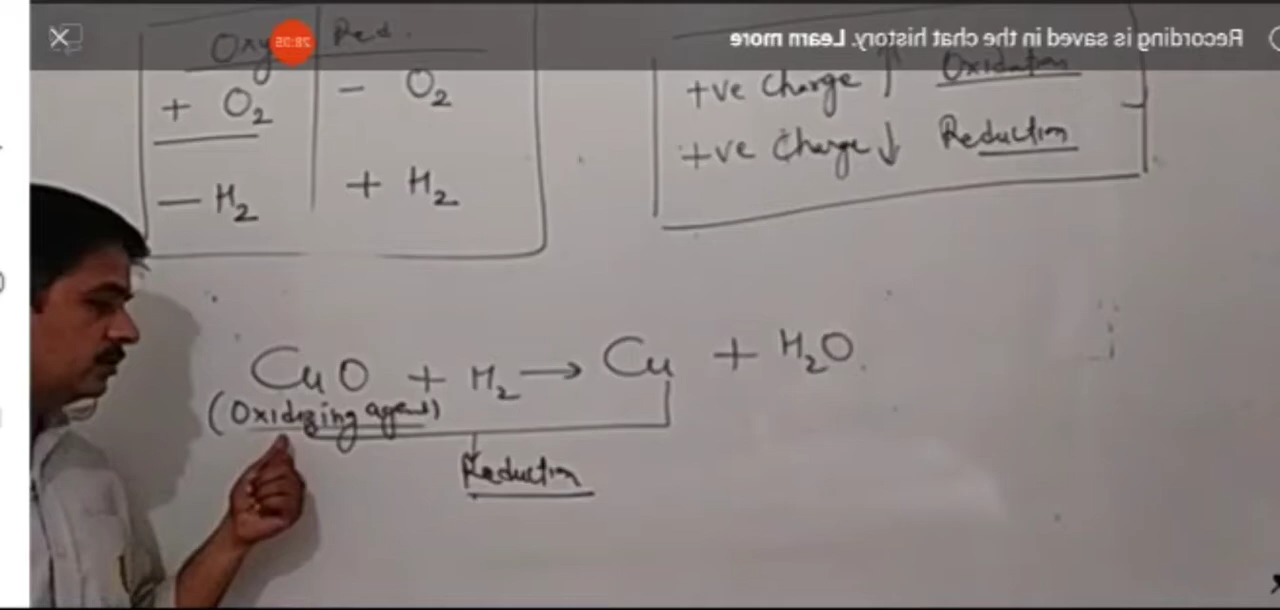 Recording is saved in the chat history. Learn more
Oxy Red.
+ O₂ − O₂
− H₂ + H₂
+ve Charge ↑ Oxidation
+ve Charge ↓ Reduction
CuO + H₂ → Cu + H₂O
(Oxidizing agent)
Reduction